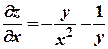 ∂z/∂x = −y/x² − 1/y